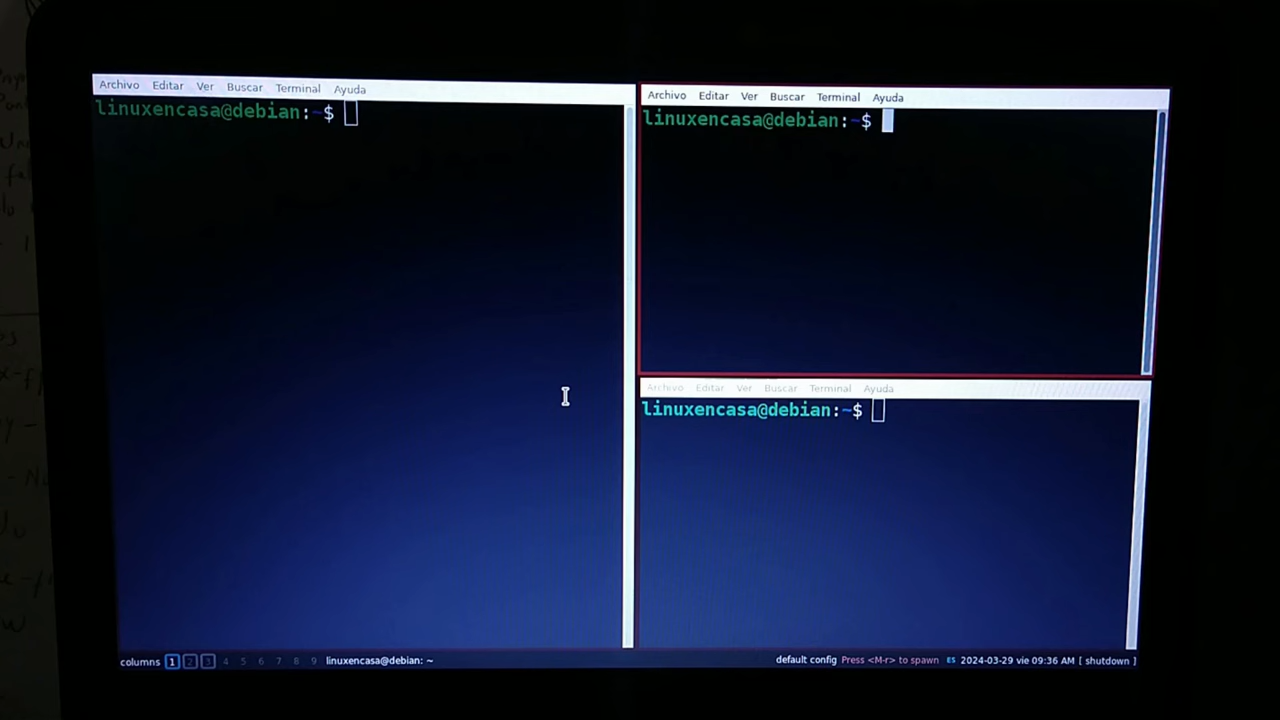 Archivo Editar Ver Buscar Terminal Ayuda
linuxencasa@debian:~$
Archivo Editar Ver Buscar Terminal Ayuda
linuxencasa@debian:~$
Archivo Editar Ver Buscar Terminal Ayuda
linuxencasa@debian:~$
columns 1 2 3 4 5 6 7 8 9 linuxencasa@debian: ~
default config Press <M-r> to spawn ES 2024-03-29 vie 09:36 AM [ shutdown ]